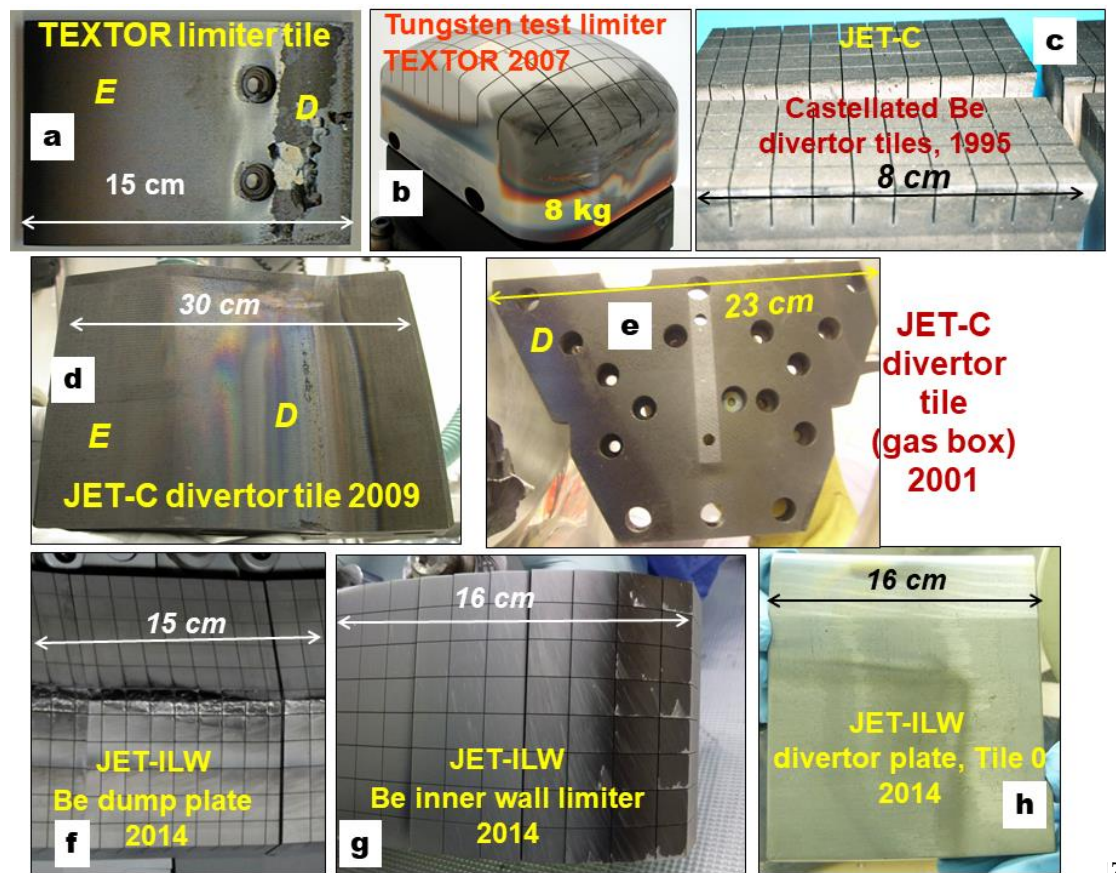 TEXTOR limiter tile
E
D
a
15 cm
Tungsten test limiter
TEXTOR 2007
b
8 kg
JET-C
c
Castellated Be
divertor tiles, 1995
8 cm
30 cm
d
D
E
JET-C divertor tile 2009
23 cm
e
D
JET-C
divertor
tile
(gas box)
2001
15 cm
JET-ILW
Be dump plate
2014
f
16 cm
JET-ILW
Be inner wall limiter
2014
g
16 cm
JET-ILW
divertor plate, Tile 0
2014
h